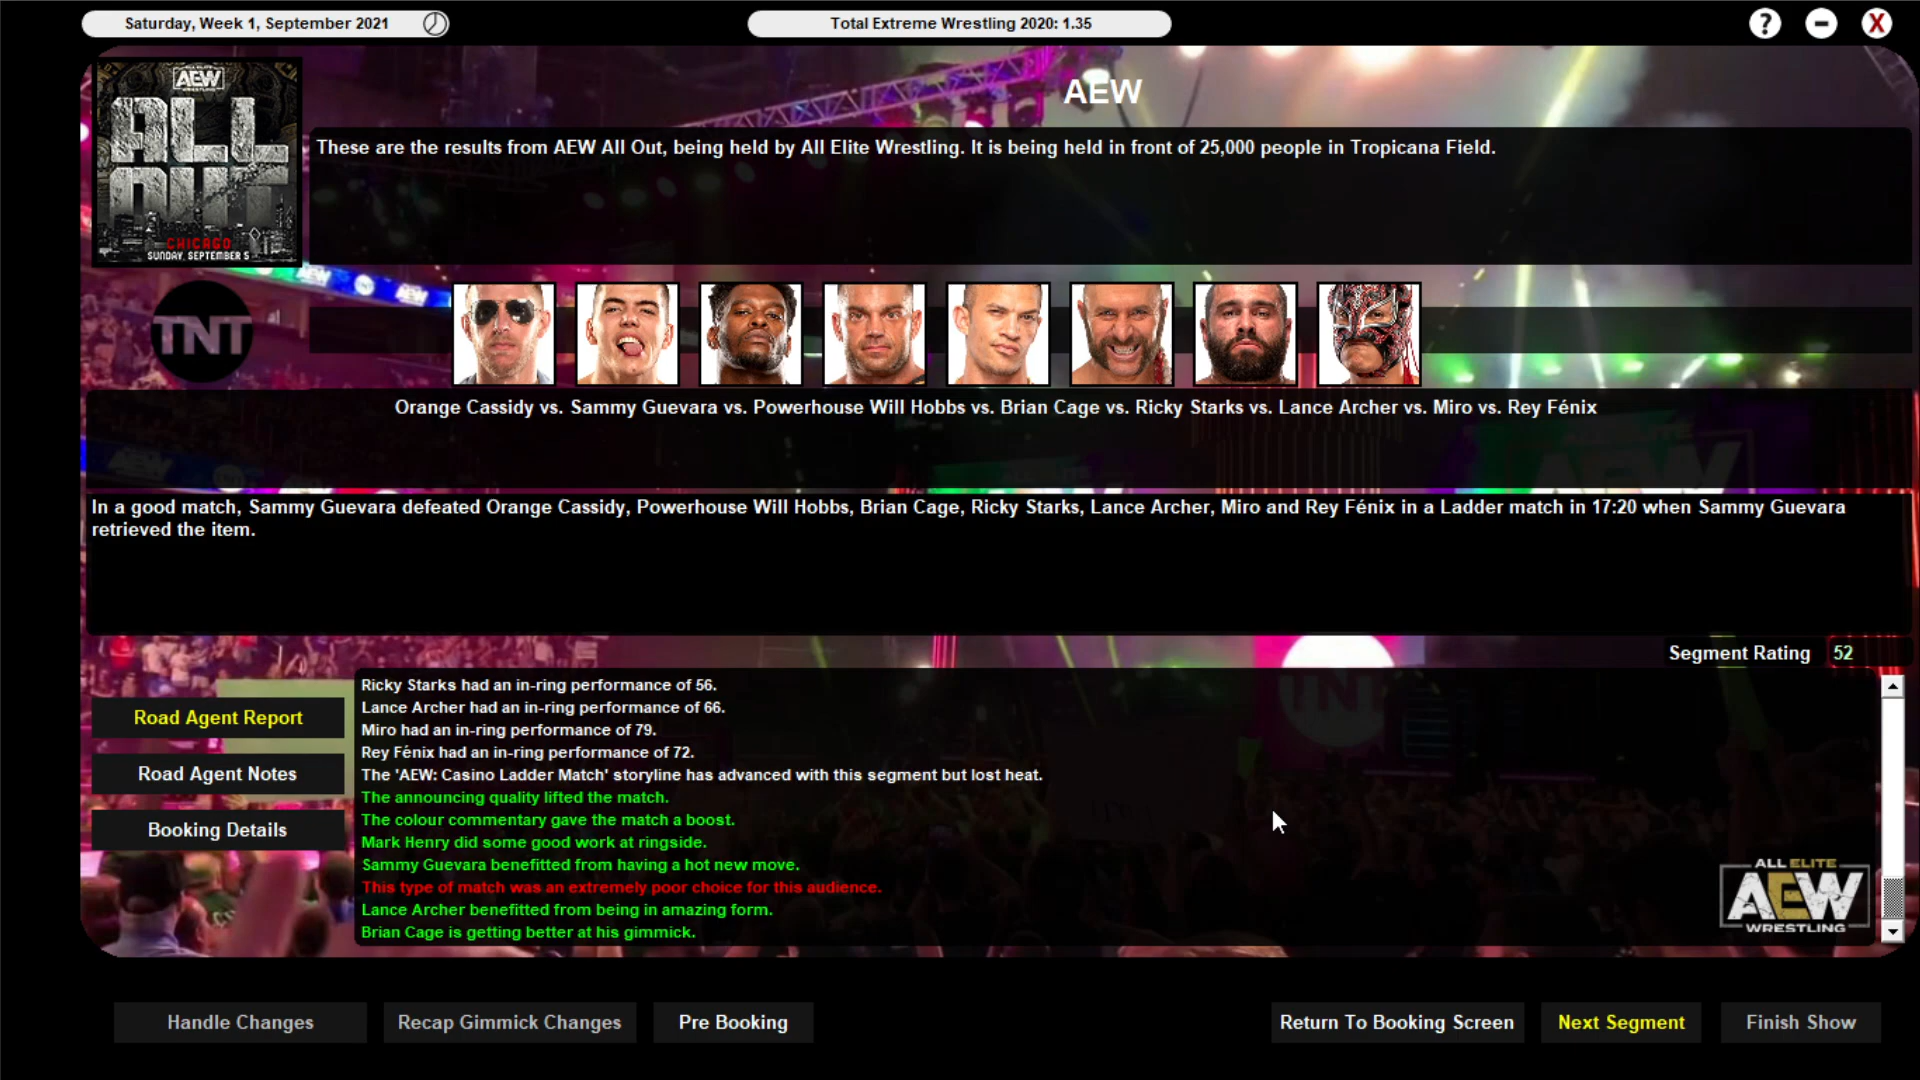 Saturday, Week 1, September 2021
Total Extreme Wrestling 2020: 1.35
?
X
ALL ELITE
AEW
WRESTLING
ALL
OUT
CHICAGO
SUNDAY, SEPTEMBER 5
AEW
These are the results from AEW All Out, being held by All Elite Wrestling. It is being held in front of 25,000 people in Tropicana Field.
TNT
Orange Cassidy vs. Sammy Guevara vs. Powerhouse Will Hobbs vs. Brian Cage vs. Ricky Starks vs. Lance Archer vs. Miro vs. Rey Fénix
In a good match, Sammy Guevara defeated Orange Cassidy, Powerhouse Will Hobbs, Brian Cage, Ricky Starks, Lance Archer, Miro and Rey Fénix in a Ladder match in 17:20 when Sammy Guevara
retrieved the item.
Segment Rating 52
Road Agent Report
Road Agent Notes
Booking Details
Ricky Starks had an in-ring performance of 56.
Lance Archer had an in-ring performance of 66.
Miro had an in-ring performance of 79.
Rey Fénix had an in-ring performance of 72.
The 'AEW: Casino Ladder Match' storyline has advanced with this segment but lost heat.
The announcing quality lifted the match.
The colour commentary gave the match a boost.
Mark Henry did some good work at ringside.
Sammy Guevara benefitted from having a hot new move.
This type of match was an extremely poor choice for this audience.
Lance Archer benefitted from being in amazing form.
Brian Cage is getting better at his gimmick.
TNT
ALL ELITE
AEW
WRESTLING
Handle Changes
Recap Gimmick Changes
Pre Booking
Return To Booking Screen
Next Segment
Finish Show